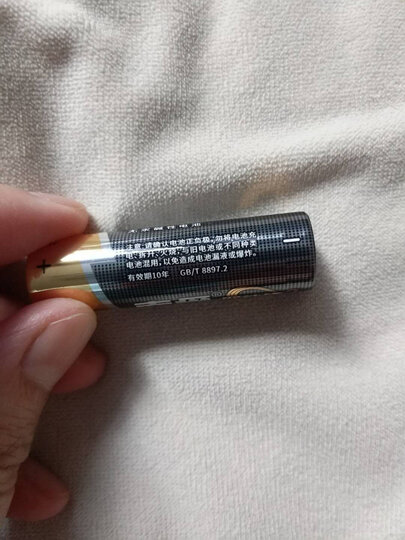 注意:请确认电池正负极,勿将电池充
电、拆开、火烧;与旧电池或不同种类
电池混用,以免造成电池漏液或爆炸。
有效期10年 GB/T 8897.2
+
−